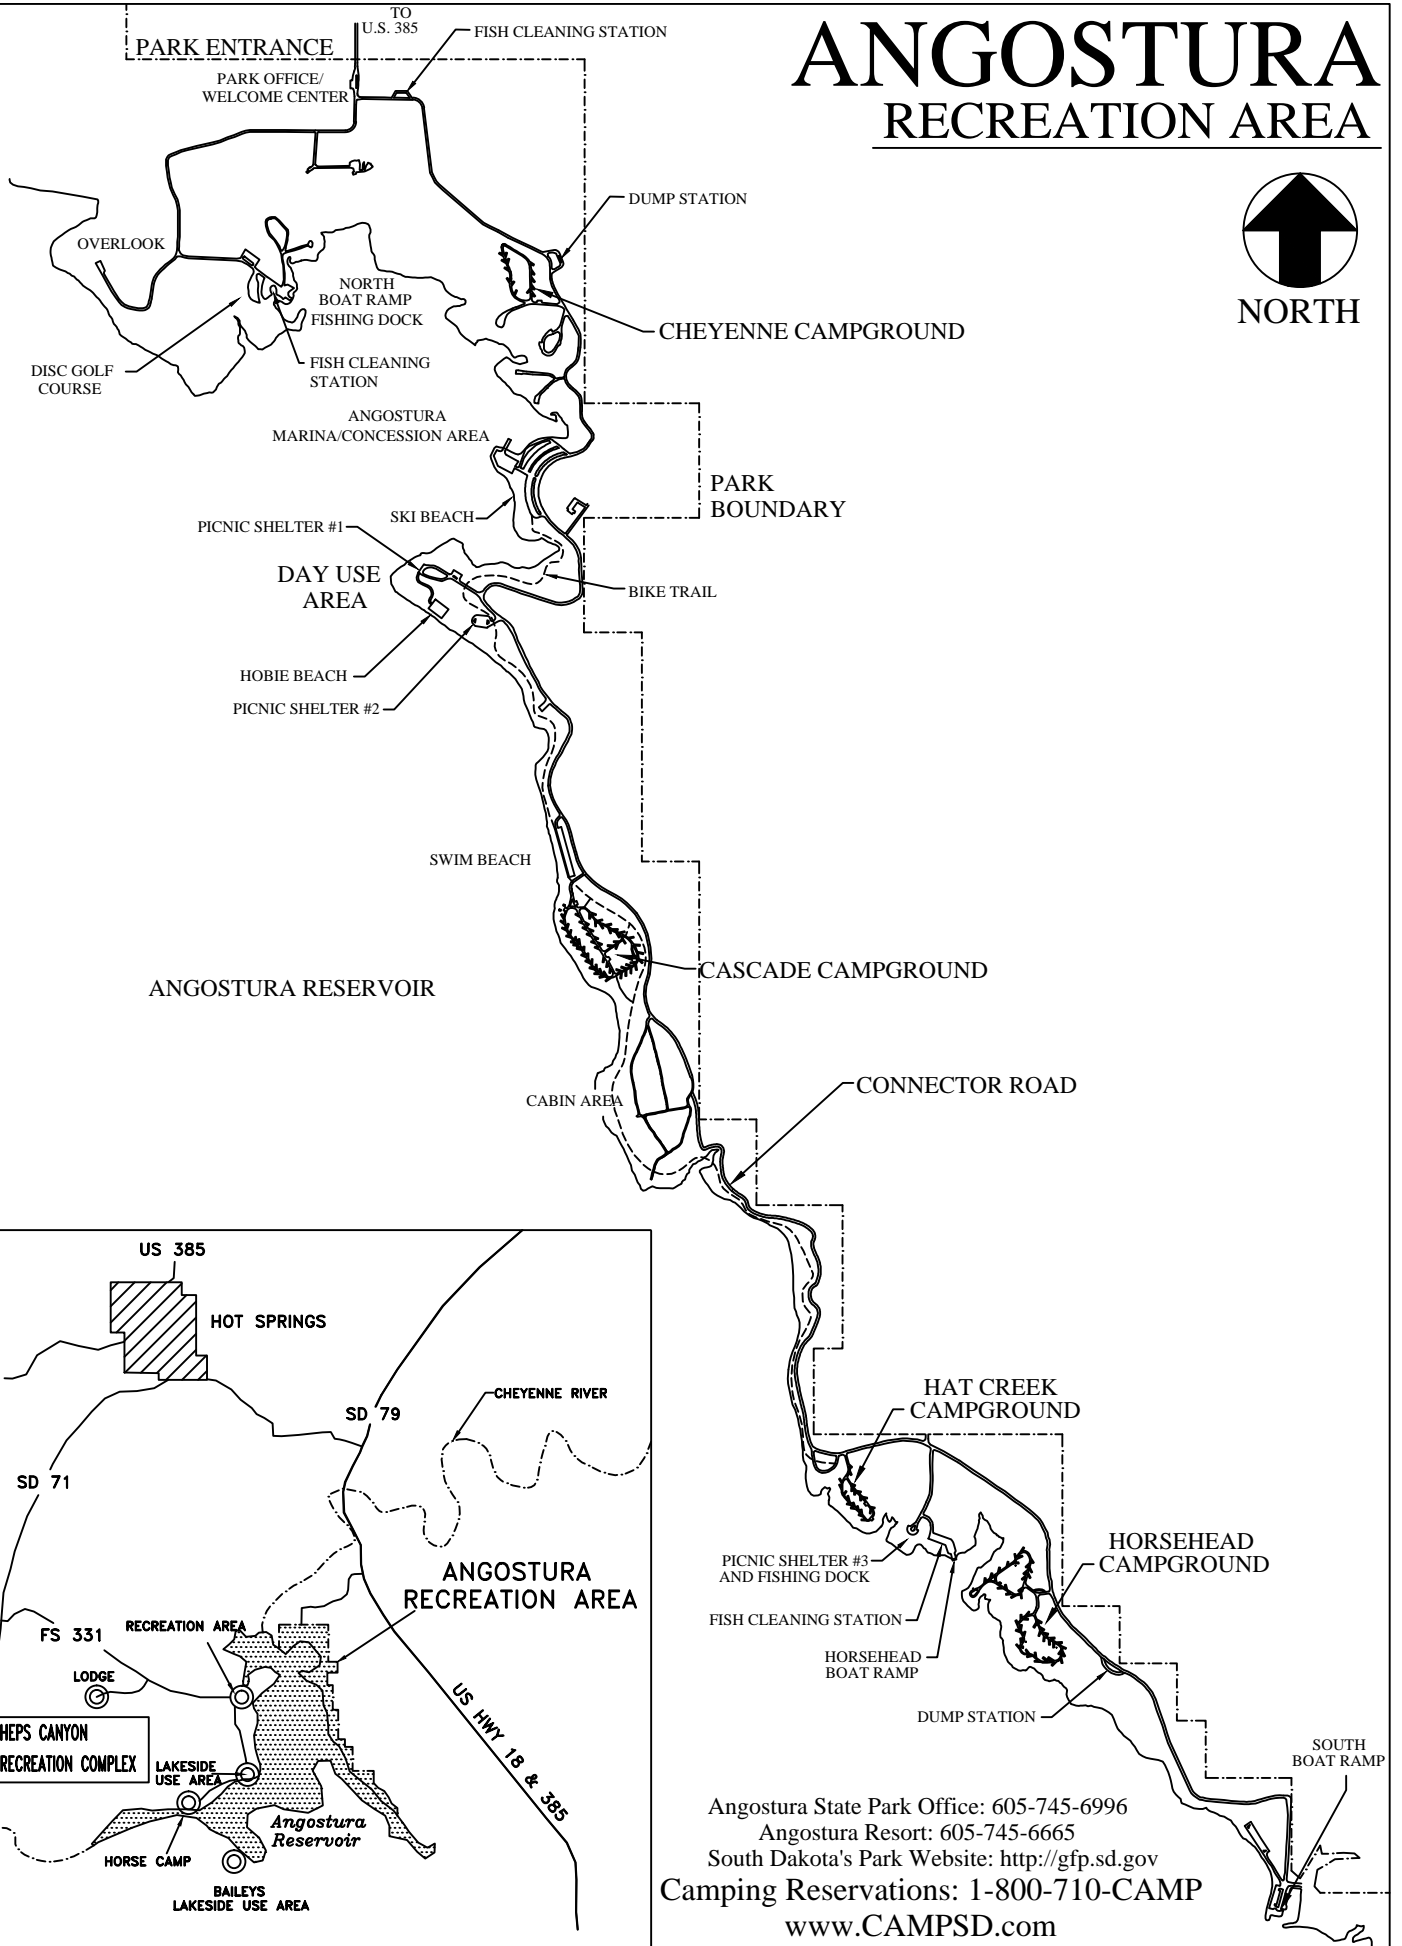 ANGOSTURA
RECREATION AREA
NORTH
TO
U.S. 385
PARK ENTRANCE
FISH CLEANING STATION
PARK OFFICE/
WELCOME CENTER
DUMP STATION
OVERLOOK
NORTH
BOAT RAMP
FISHING DOCK
CHEYENNE CAMPGROUND
DISC GOLF
COURSE
FISH CLEANING
STATION
ANGOSTURA
MARINA/CONCESSION AREA
PARK
BOUNDARY
SKI BEACH
PICNIC SHELTER #1
DAY USE
AREA
BIKE TRAIL
HOBIE BEACH
PICNIC SHELTER #2
SWIM BEACH
CASCADE CAMPGROUND
ANGOSTURA RESERVOIR
CONNECTOR ROAD
CABIN AREA
HAT CREEK
CAMPGROUND
HORSEHEAD
CAMPGROUND
PICNIC SHELTER #3
AND FISHING DOCK
FISH CLEANING STATION
HORSEHEAD
BOAT RAMP
DUMP STATION
SOUTH
BOAT RAMP
US 385
HOT SPRINGS
CHEYENNE RIVER
SD 79
SD 71
ANGOSTURA
RECREATION AREA
RECREATION AREA
FS 331
LODGE
HEPS CANYON
RECREATION COMPLEX
LAKESIDE
USE AREA
US HWY 18 & 385
Angostura
Reservoir
HORSE CAMP
BAILEYS
LAKESIDE USE AREA
Angostura State Park Office: 605-745-6996
Angostura Resort: 605-745-6665
South Dakota's Park Website: http://gfp.sd.gov
Camping Reservations: 1-800-710-CAMP
www.CAMPSD.com